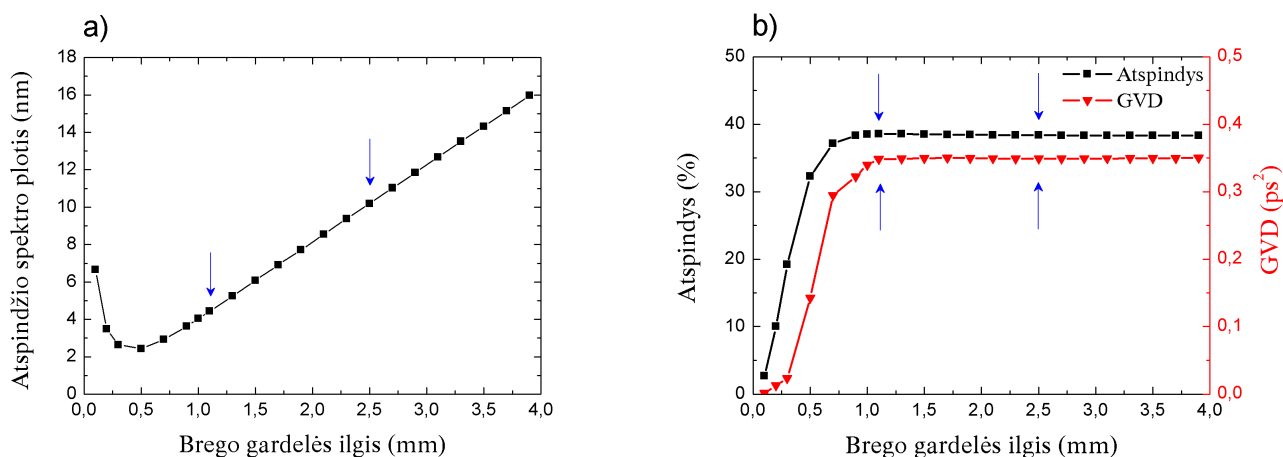 a)
18
16
14
12
10
8
6
4
2
0
0,0 0,5 1,0 1,5 2,0 2,5 3,0 3,5 4,0
Atspindžio spektro plotis (nm)
Brego gardelės ilgis (mm)
b)
50
40
30
20
10
0
0,0 0,5 1,0 1,5 2,0 2,5 3,0 3,5 4,0
Atspindys (%)
Brego gardelės ilgis (mm)
Atspindys
GVD
0,5
0,4
0,3
0,2
0,1
0,0
GVD (ps²)